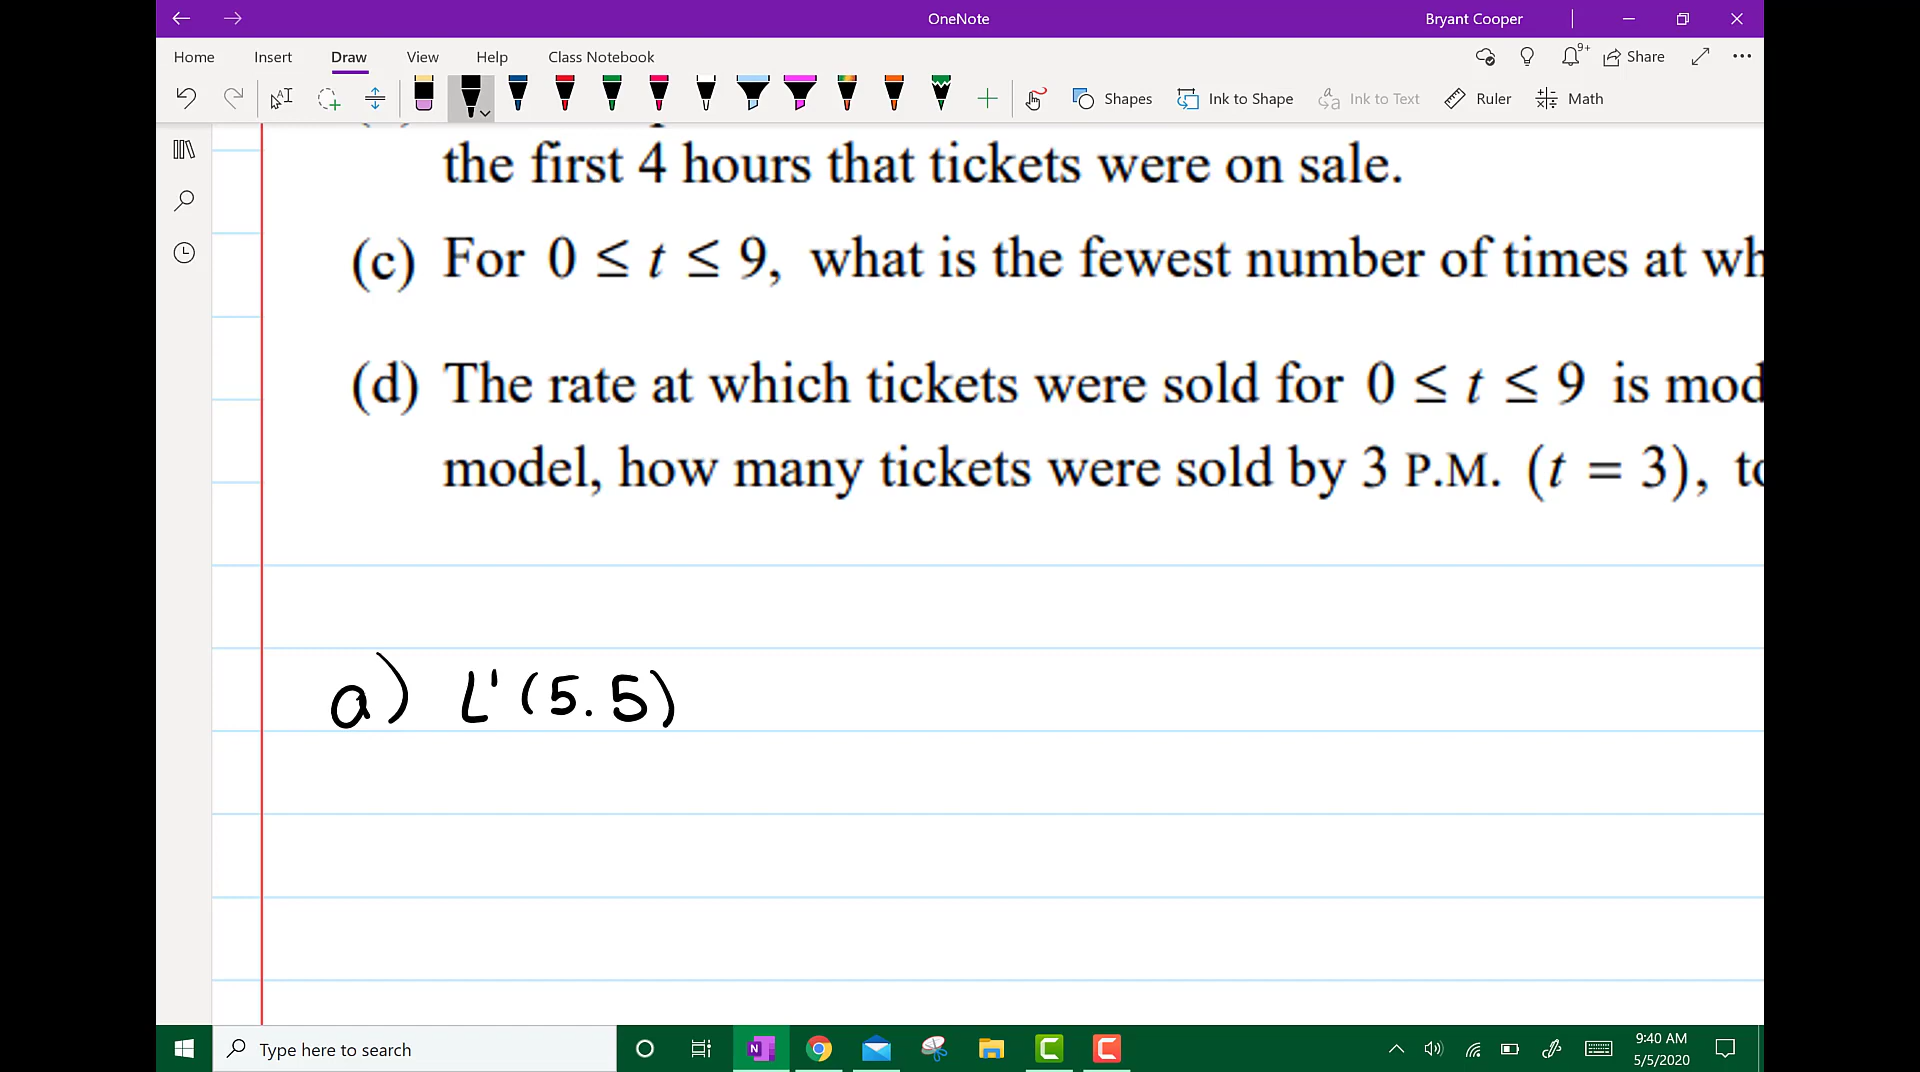 OneNote
Bryant Cooper
Home Insert Draw View Help Class Notebook
9+
Share
Shapes Ink to Shape Ink to Text Ruler Math
the first 4 hours that tickets were on sale.
(c) For 0 ≤ t ≤ 9, what is the fewest number of times at wh
(d) The rate at which tickets were sold for 0 ≤ t ≤ 9 is mod
model, how many tickets were sold by 3 P.M. (t = 3), to
a) L'(5.5)
Type here to search
9:40 AM
5/5/2020